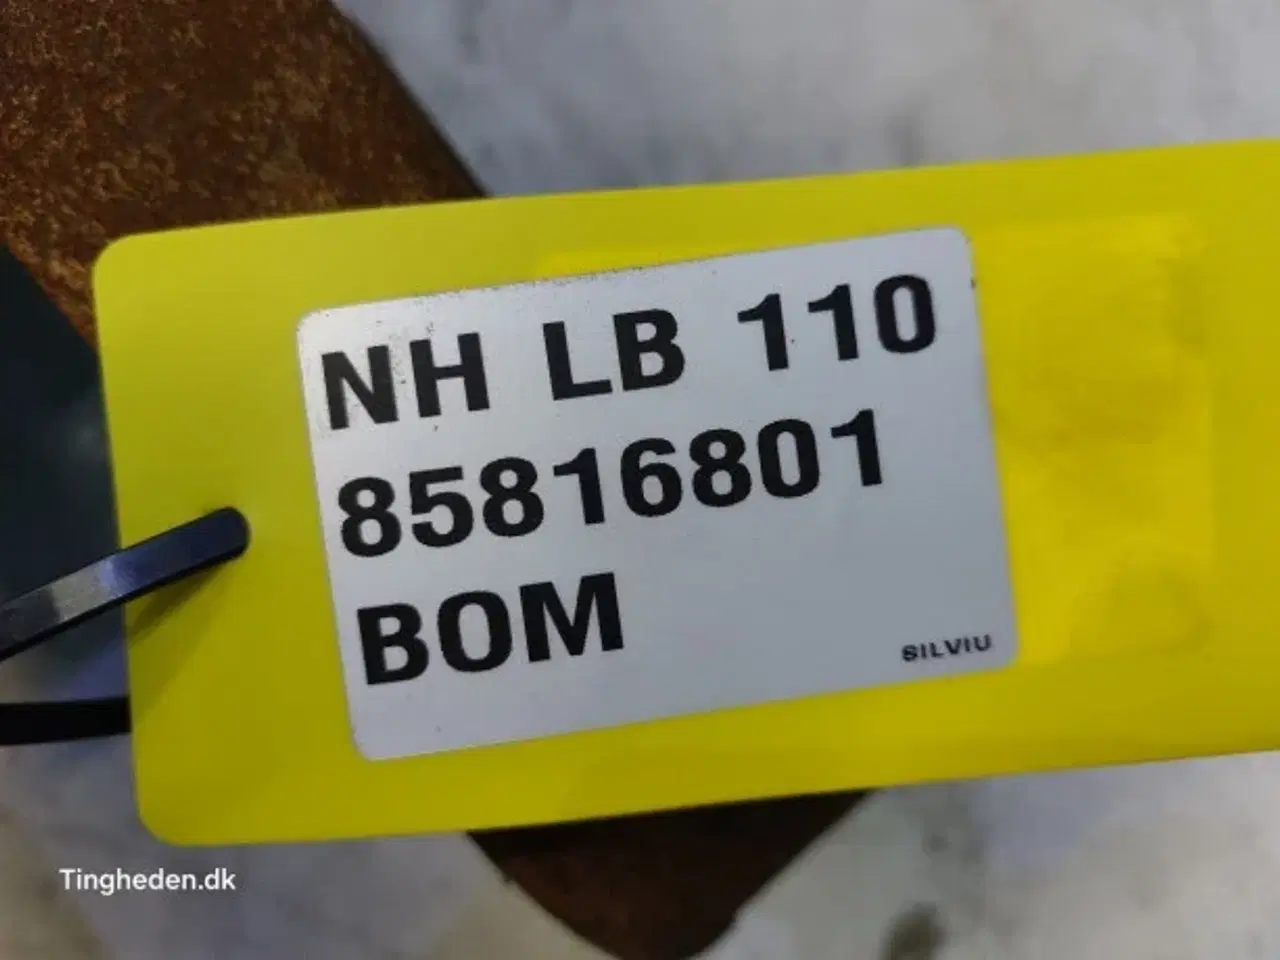 NH LB 110
85816801
BOM
SILVIU
Tingheden.dk